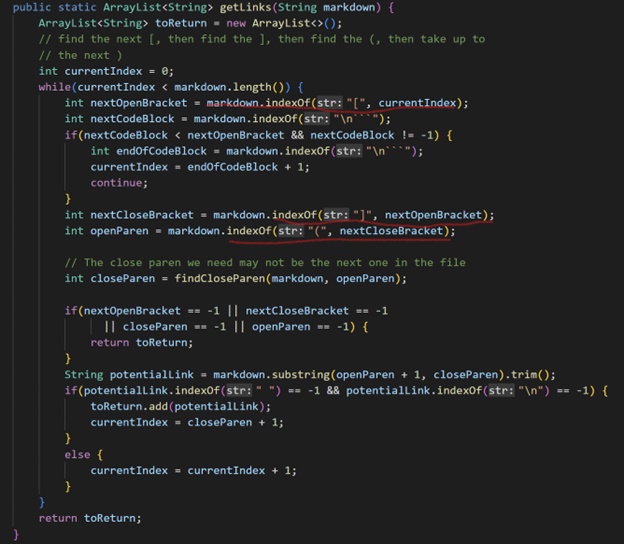 public static ArrayList<String> getLinks(String markdown) {
    ArrayList<String> toReturn = new ArrayList<>();
    // find the next [, then find the ], then find the (, then take up to
    // the next )
    int currentIndex = 0;
    while(currentIndex < markdown.length()) {
        int nextOpenBracket = markdown.indexOf(str: "[", currentIndex);
        int nextCodeBlock = markdown.indexOf(str: "\n```");
        if(nextCodeBlock < nextOpenBracket && nextCodeBlock != -1) {
            int endOfCodeBlock = markdown.indexOf(str: "\n```");
            currentIndex = endOfCodeBlock + 1;
            continue;
        }
        int nextCloseBracket = markdown.indexOf(str: "]", nextOpenBracket);
        int openParen = markdown.indexOf(str: "(", nextCloseBracket);

        // The close paren we need may not be the next one in the file
        int closeParen = findCloseParen(markdown, openParen);

        if(nextOpenBracket == -1 || nextCloseBracket == -1
              || closeParen == -1 || openParen == -1) {
            return toReturn;
        }
        String potentialLink = markdown.substring(openParen + 1, closeParen).trim();
        if(potentialLink.indexOf(str: " ") == -1 && potentialLink.indexOf(str: "\n") == -1) {
            toReturn.add(potentialLink);
            currentIndex = closeParen + 1;
        }
        else {
            currentIndex = currentIndex + 1;
        }
    }
    return toReturn;
}